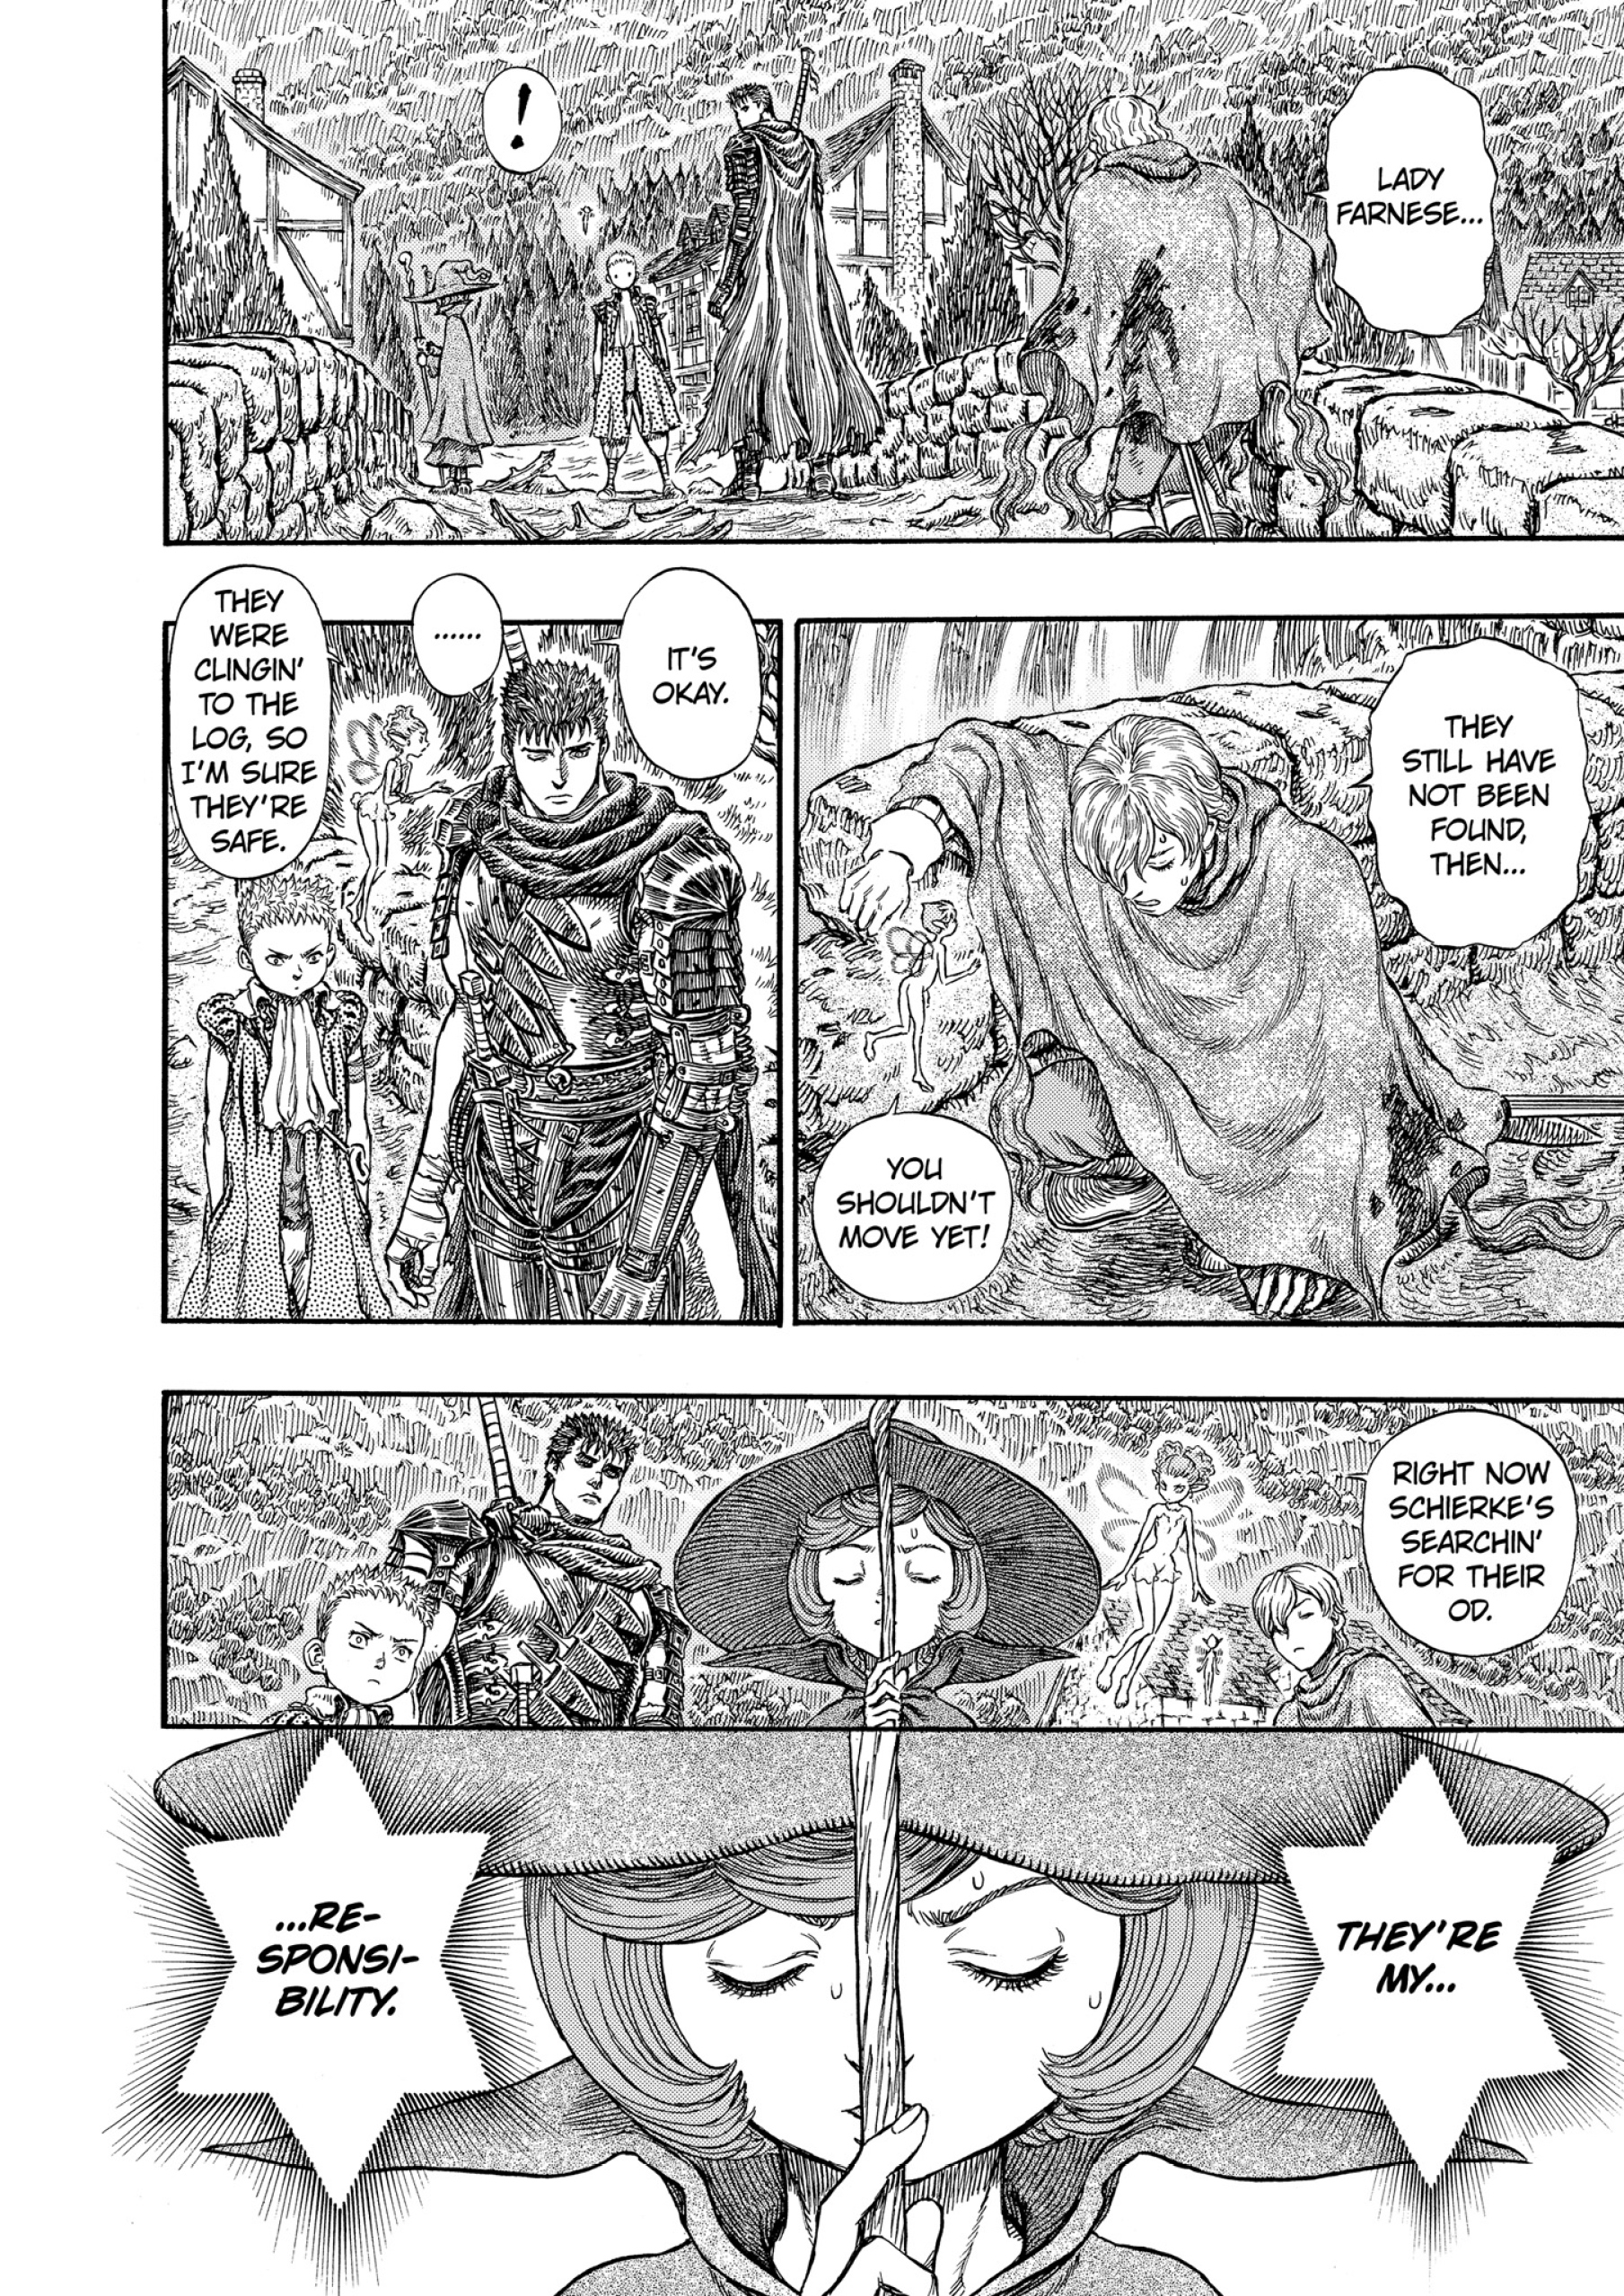 LADY
FARNESE...
!
THEY
STILL HAVE
NOT BEEN
FOUND,
THEN...
YOU
SHOULDN'T
MOVE YET!
IT'S
OKAY.
......
THEY
WERE
CLINGIN'
TO THE
LOG, SO
I'M SURE
THEY'RE
SAFE.
RIGHT NOW
SCHIERKE'S
SEARCHIN'
FOR THEIR
OD.
THEY'RE
MY...
...RE-
SPONSI-
BILITY.